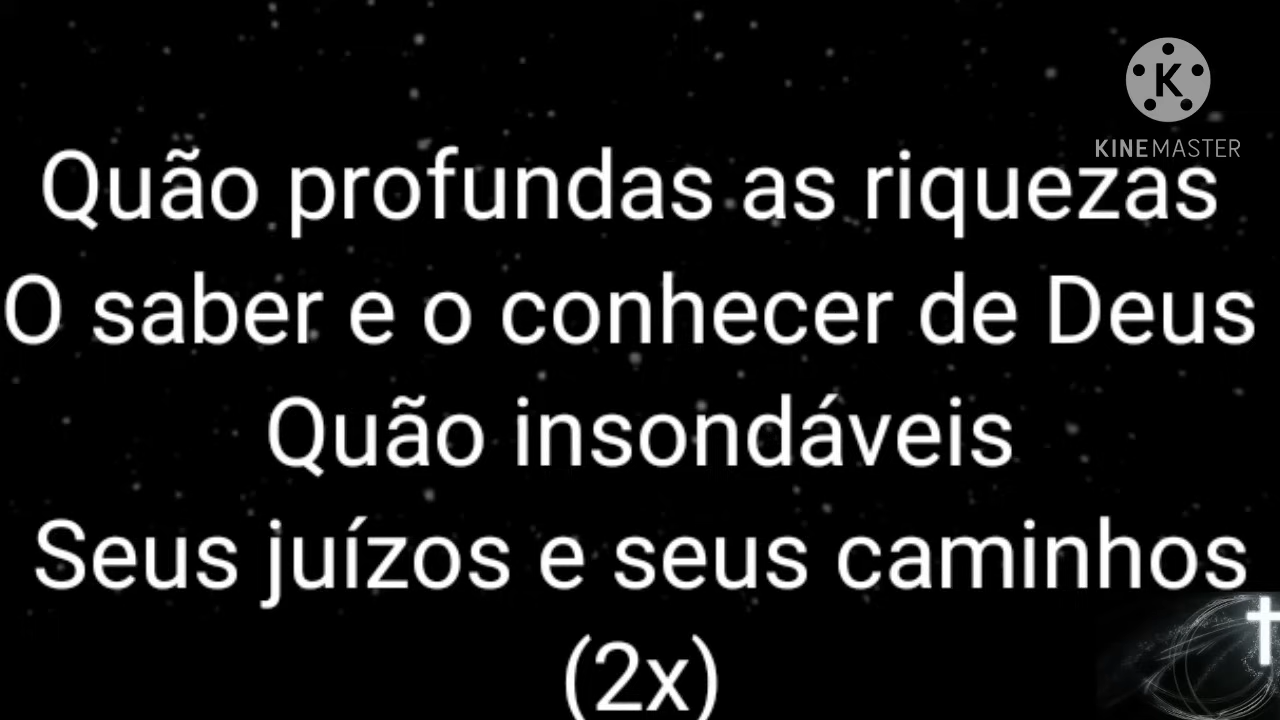 K
KINEMASTER
Quão profundas as riquezas
O saber e o conhecer de Deus
Quão insondáveis
Seus juízos e seus caminhos
(2x)